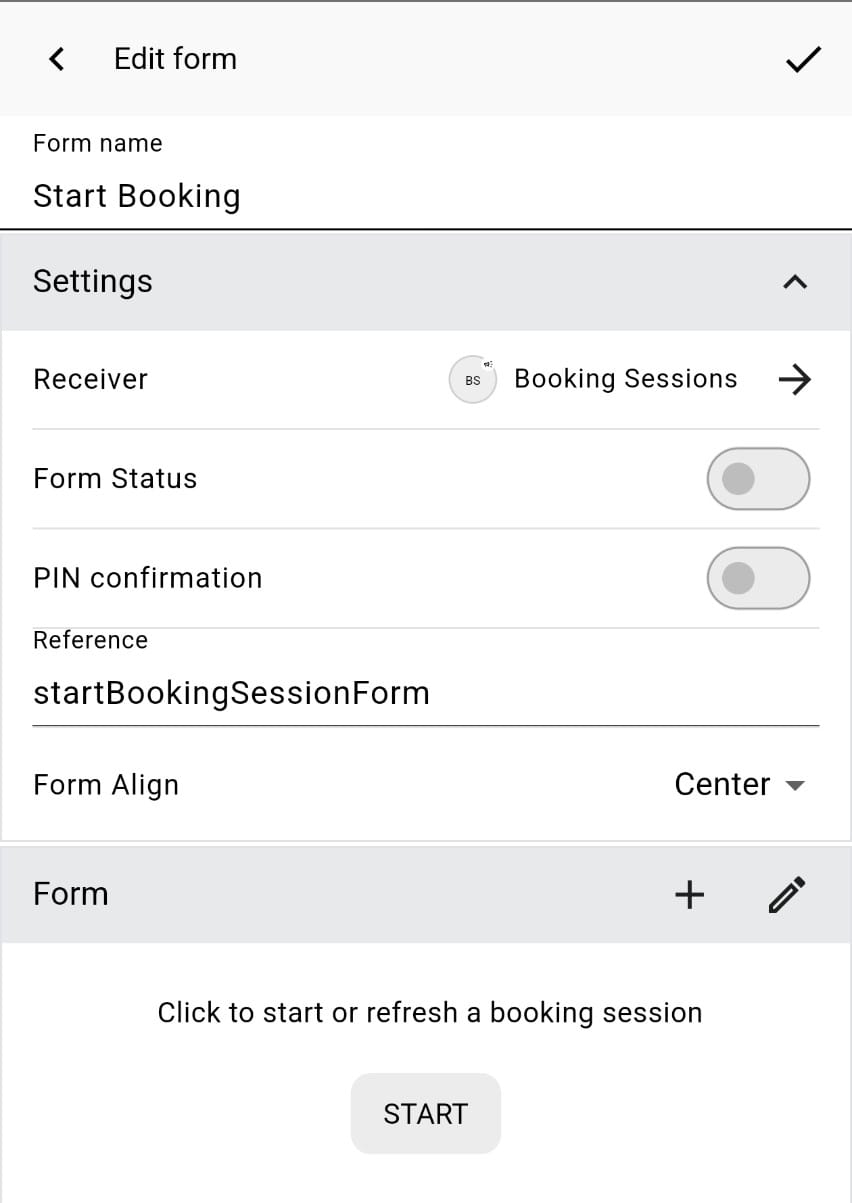 Edit form
Form name
Start Booking
Settings
Receiver BS Booking Sessions
Form Status
PIN confirmation
Reference
startBookingSessionForm
Form Align Center
Form
Click to start or refresh a booking session
START